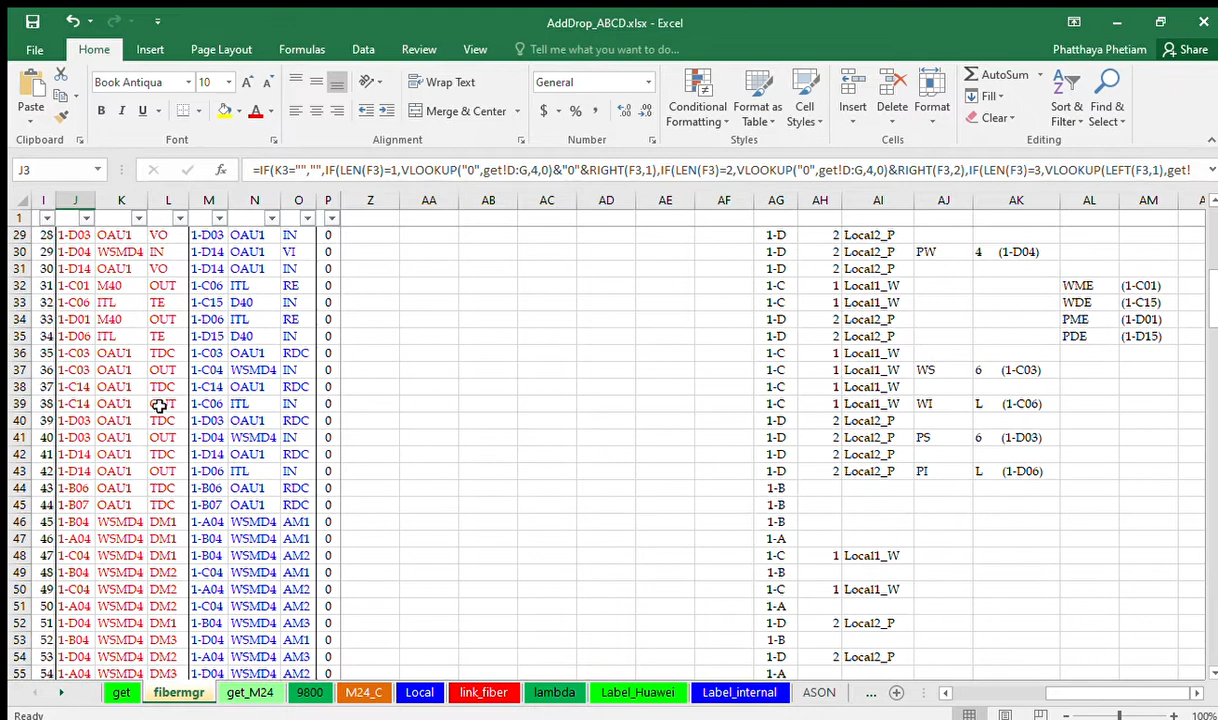 AddDrop_ABCD.xlsx - Excel
File Home Insert Page Layout Formulas Data Review View Tell me what you want to do... Phatthaya Phetiam Share
Paste Book Antiqua 10 Wrap Text General Conditional Formatting Format as Table Cell Styles Insert Delete Format AutoSum Fill Clear Sort & Filter Find & Select
B I U A Merge & Center $ % ,
Clipboard Font Alignment Number Styles Cells Editing
J3 fx =IF(K3="","",IF(LEN(F3)=1,VLOOKUP("0",get!D:G,4,0)&"0"&RIGHT(F3,1),IF(LEN(F3)=2,VLOOKUP("0",get!D:G,4,0)&RIGHT(F3,2),IF(LEN(F3)=3,VLOOKUP(LEFT(F3,1),get!
I J K L M N O P Z AA AB AC AD AE AF AG AH AI AJ AK AL AM
1
29 28 1-D03 OAU1 VO 1-D03 OAU1 IN 0 1-D 2 Local2_P
30 29 1-D04 WSMD4 IN 1-D14 OAU1 VI 0 1-D 2 Local2_P PW 4 (1-D04)
31 30 1-D14 OAU1 VO 1-D14 OAU1 IN 0 1-D 2 Local2_P
32 31 1-C01 M40 OUT 1-C06 ITL RE 0 1-C 1 Local1_W WME (1-C01)
33 32 1-C06 ITL TE 1-C15 D40 IN 0 1-C 1 Local1_W WDE (1-C15)
34 33 1-D01 M40 OUT 1-D06 ITL RE 0 1-D 2 Local2_P PME (1-D01)
35 34 1-D06 ITL TE 1-D15 D40 IN 0 1-D 2 Local2_P PDE (1-D15)
36 35 1-C03 OAU1 TDC 1-C03 OAU1 RDC 0 1-C 1 Local1_W
37 36 1-C03 OAU1 OUT 1-C04 WSMD4 IN 0 1-C 1 Local1_W WS 6 (1-C03)
38 37 1-C14 OAU1 TDC 1-C14 OAU1 RDC 0 1-C 1 Local1_W
39 38 1-C14 OAU1 OUT 1-C06 ITL IN 0 1-C 1 Local1_W WI L (1-C06)
40 39 1-D03 OAU1 TDC 1-D03 OAU1 RDC 0 1-D 2 Local2_P
41 40 1-D03 OAU1 OUT 1-D04 WSMD4 IN 0 1-D 2 Local2_P PS 6 (1-D03)
42 41 1-D14 OAU1 TDC 1-D14 OAU1 RDC 0 1-D 2 Local2_P
43 42 1-D14 OAU1 OUT 1-D06 ITL IN 0 1-D 2 Local2_P PI L (1-D06)
44 43 1-B06 OAU1 TDC 1-B06 OAU1 RDC 0 1-B
45 44 1-B07 OAU1 TDC 1-B07 OAU1 RDC 0 1-B
46 45 1-B04 WSMD4 DM1 1-A04 WSMD4 AM1 0 1-B
47 46 1-A04 WSMD4 DM1 1-B04 WSMD4 AM1 0 1-A
48 47 1-C04 WSMD4 DM1 1-B04 WSMD4 AM2 0 1-C 1 Local1_W
49 48 1-B04 WSMD4 DM2 1-C04 WSMD4 AM1 0 1-B
50 49 1-C04 WSMD4 DM2 1-A04 WSMD4 AM2 0 1-C 1 Local1_W
51 50 1-A04 WSMD4 DM2 1-C04 WSMD4 AM2 0 1-A
52 51 1-D04 WSMD4 DM1 1-B04 WSMD4 AM3 0 1-D 2 Local2_P
53 52 1-B04 WSMD4 DM3 1-D04 WSMD4 AM1 0 1-B
54 53 1-D04 WSMD4 DM2 1-A04 WSMD4 AM3 0 1-D 2 Local2_P
55 54 1-A04 WSMD4 DM3 1-D04 WSMD4 AM2 0 1-A
get fibermgr get_M24 9800 M24_C Local link_fiber lambda Label_Huawei Label_internal ASON ...
Ready 100%